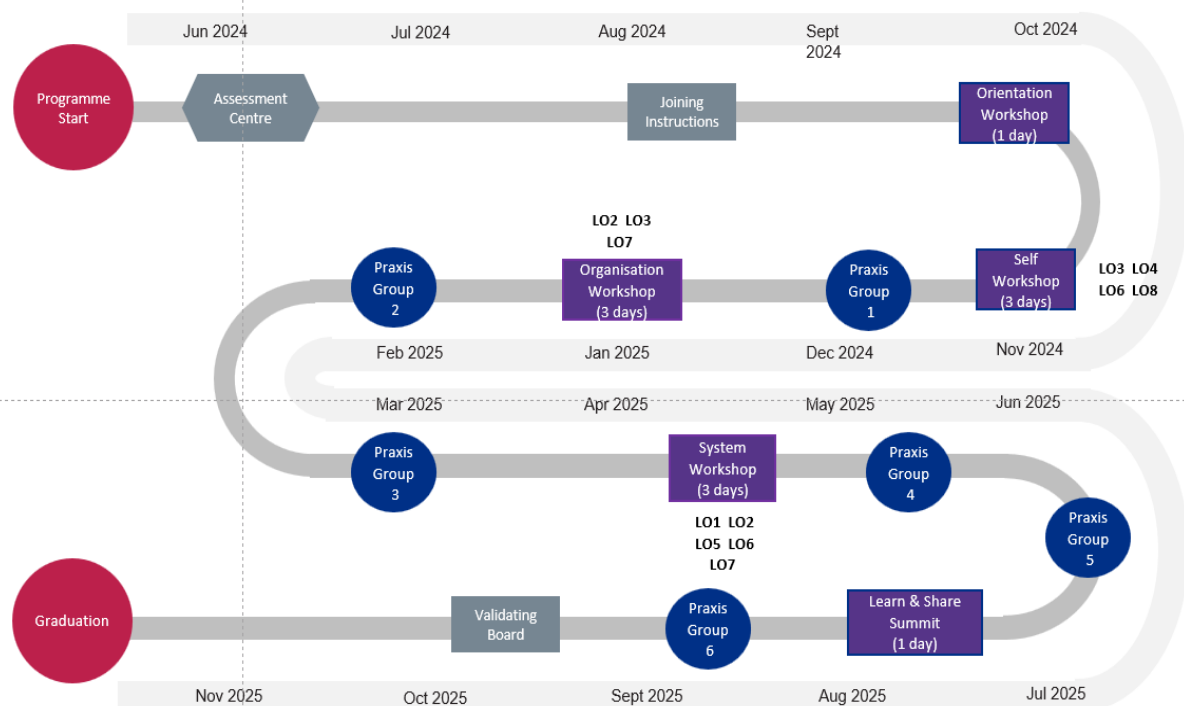 Jun 2024
Jul 2024
Aug 2024
Sept
2024
Oct 2024
Programme
Start
Assessment
Centre
Joining
Instructions
Orientation
Workshop
(1 day)
LO2 LO3
LO7
Praxis
Group
2
Organisation
Workshop
(3 days)
Praxis
Group
1
Self
Workshop
(3 days)
LO3 LO4
LO6 LO8
Feb 2025
Jan 2025
Dec 2024
Nov 2024
Mar 2025
Apr 2025
May 2025
Jun 2025
Praxis
Group
3
System
Workshop
(3 days)
Praxis
Group
4
Praxis
Group
5
LO1 LO2
LO5 LO6
LO7
Graduation
Validating
Board
Praxis
Group
6
Learn & Share
Summit
(1 day)
Nov 2025
Oct 2025
Sept 2025
Aug 2025
Jul 2025